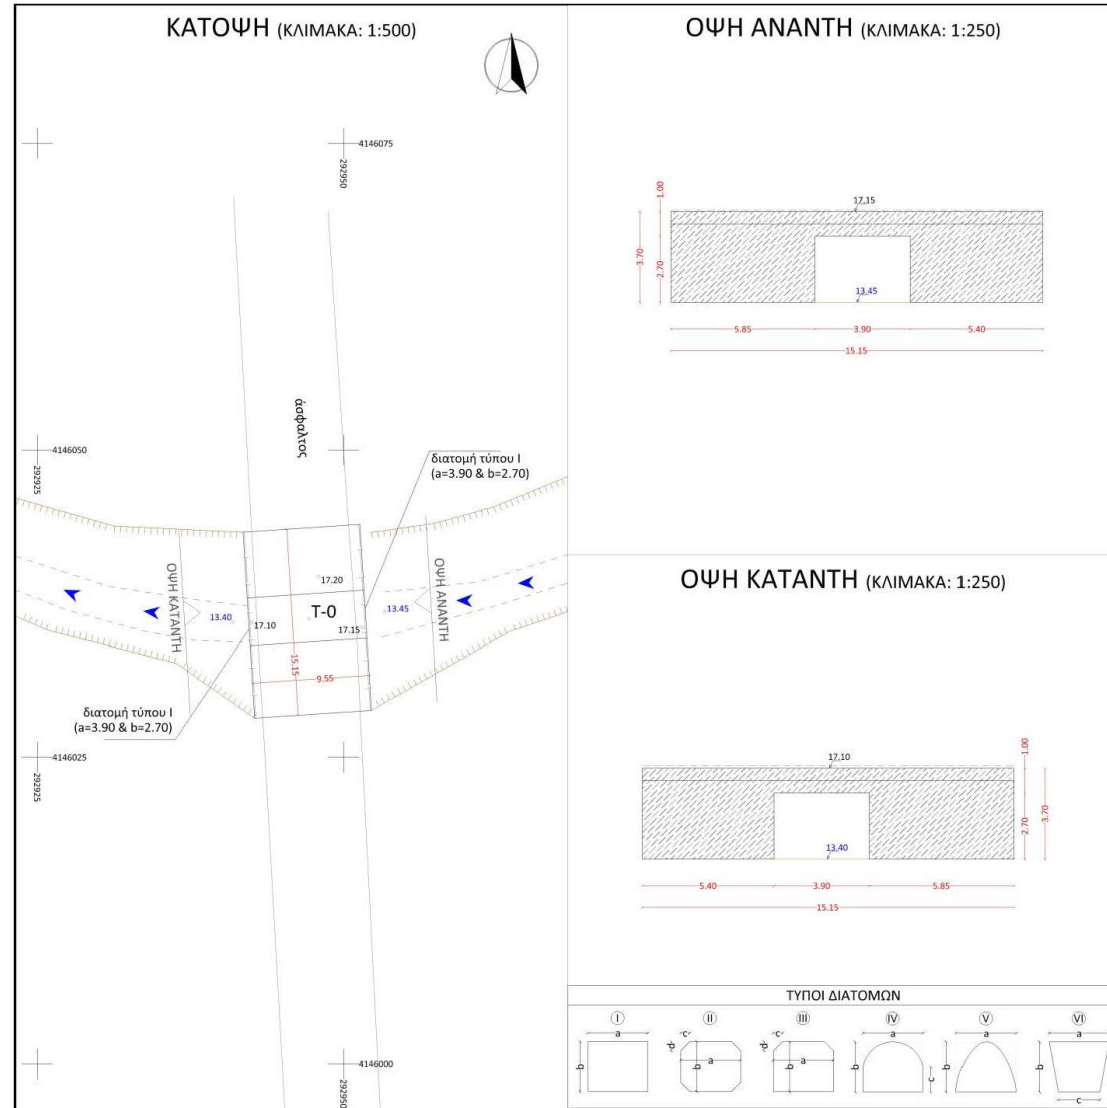 ΚΑΤΟΨΗ (ΚΛΙΜΑΚΑ: 1:500)
4146075
292950
άσφαλτος
4146050
292925
διατομή τύπου Ι
(a=3.90 & b=2.70)
ΟΨΗ ΚΑΤΑΝΤΗ
ΟΨΗ ΑΝΑΝΤΗ
17.20
13.40
17.10
T-0
17.15
13.45
15.15
9.55
διατομή τύπου Ι
(a=3.90 & b=2.70)
4146025
292925
4146000
292950
ΟΨΗ ΑΝΑΝΤΗ (ΚΛΙΜΑΚΑ: 1:250)
1.00
17.15
3.70
2.70
13.45
5.85
3.90
5.40
15.15
ΟΨΗ ΚΑΤΑΝΤΗ (ΚΛΙΜΑΚΑ: 1:250)
17.10
1.00
2.70
3.70
13.40
5.40
3.90
5.85
15.15
ΤΥΠΟΙ ΔΙΑΤΟΜΩΝ
I
II
III
IV
V
VI
a
b
c
d
b
a
c
d
b
a
a
b
c
a
b
a
b
c